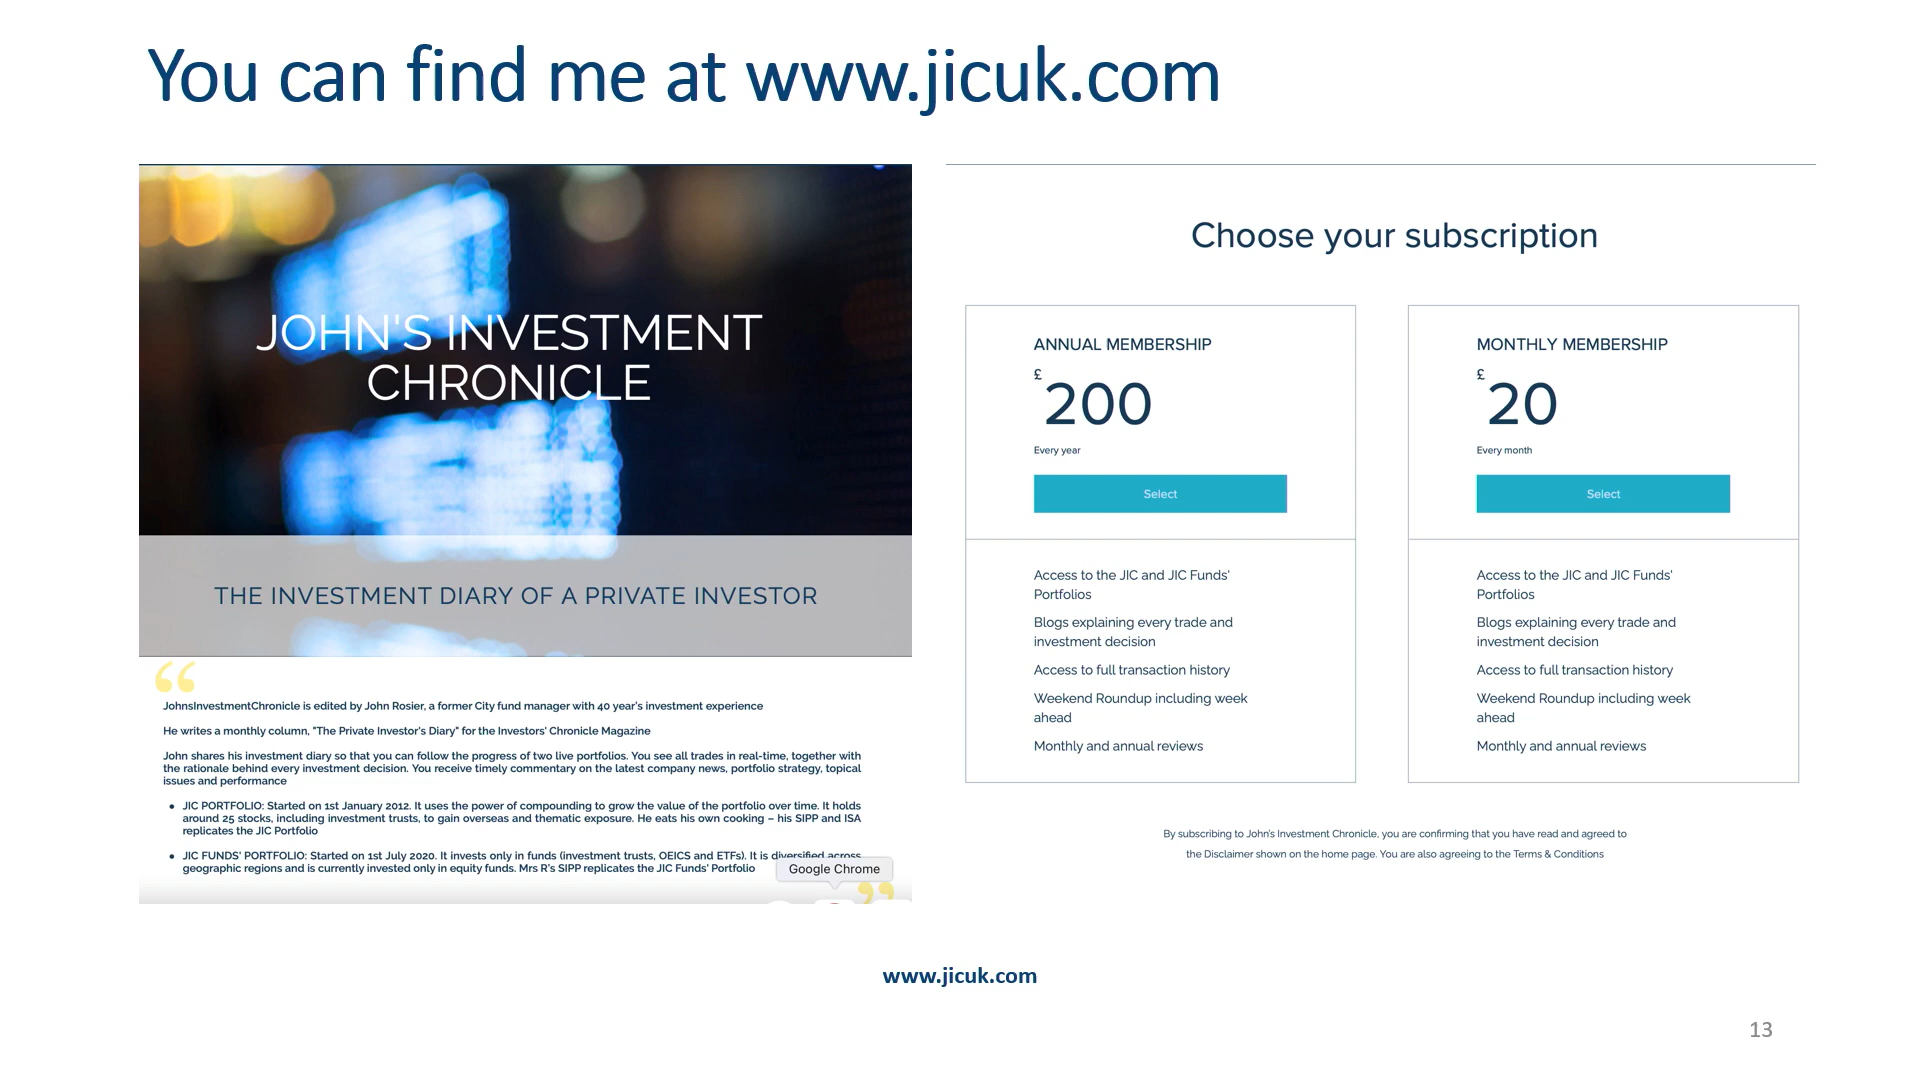 You can find me at www.jicuk.com
JOHN'S INVESTMENT
CHRONICLE
THE INVESTMENT DIARY OF A PRIVATE INVESTOR
“
JohnsInvestmentChronicle is edited by John Rosier, a former City fund manager with 40 year's investment experience
He writes a monthly column, "The Private Investor's Diary" for the Investors' Chronicle Magazine
John shares his investment diary so that you can follow the progress of two live portfolios. You see all trades in real-time, together with
the rationale behind every investment decision. You receive timely commentary on the latest company news, portfolio strategy, topical
issues and performance
• JIC PORTFOLIO: Started on 1st January 2012. It uses the power of compounding to grow the value of the portfolio over time. It holds
around 25 stocks, including investment trusts, to gain overseas and thematic exposure. He eats his own cooking – his SIPP and ISA
replicates the JIC Portfolio
• JIC FUNDS' PORTFOLIO: Started on 1st July 2020. It invests only in funds (investment trusts, OEICS and ETFs). It is diversified across
geographic regions and is currently invested only in equity funds. Mrs R's SIPP replicates the JIC Funds' Portfolio
Google Chrome
”
Choose your subscription
ANNUAL MEMBERSHIP
£
200
Every year
Select
Access to the JIC and JIC Funds'
Portfolios
Blogs explaining every trade and
investment decision
Access to full transaction history
Weekend Roundup including week
ahead
Monthly and annual reviews
MONTHLY MEMBERSHIP
£
20
Every month
Select
Access to the JIC and JIC Funds'
Portfolios
Blogs explaining every trade and
investment decision
Access to full transaction history
Weekend Roundup including week
ahead
Monthly and annual reviews
By subscribing to John's Investment Chronicle, you are confirming that you have read and agreed to
the Disclaimer shown on the home page. You are also agreeing to the Terms & Conditions
www.jicuk.com
13